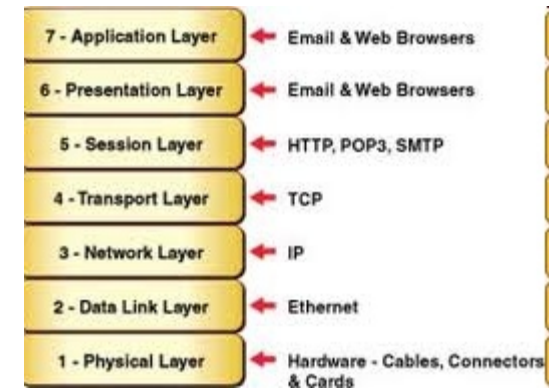 7 - Application Layer Email & Web Browsers
6 - Presentation Layer Email & Web Browsers
5 - Session Layer HTTP, POP3, SMTP
4 - Transport Layer TCP
3 - Network Layer IP
2 - Data Link Layer Ethernet
1 - Physical Layer Hardware - Cables, Connectors
& Cards